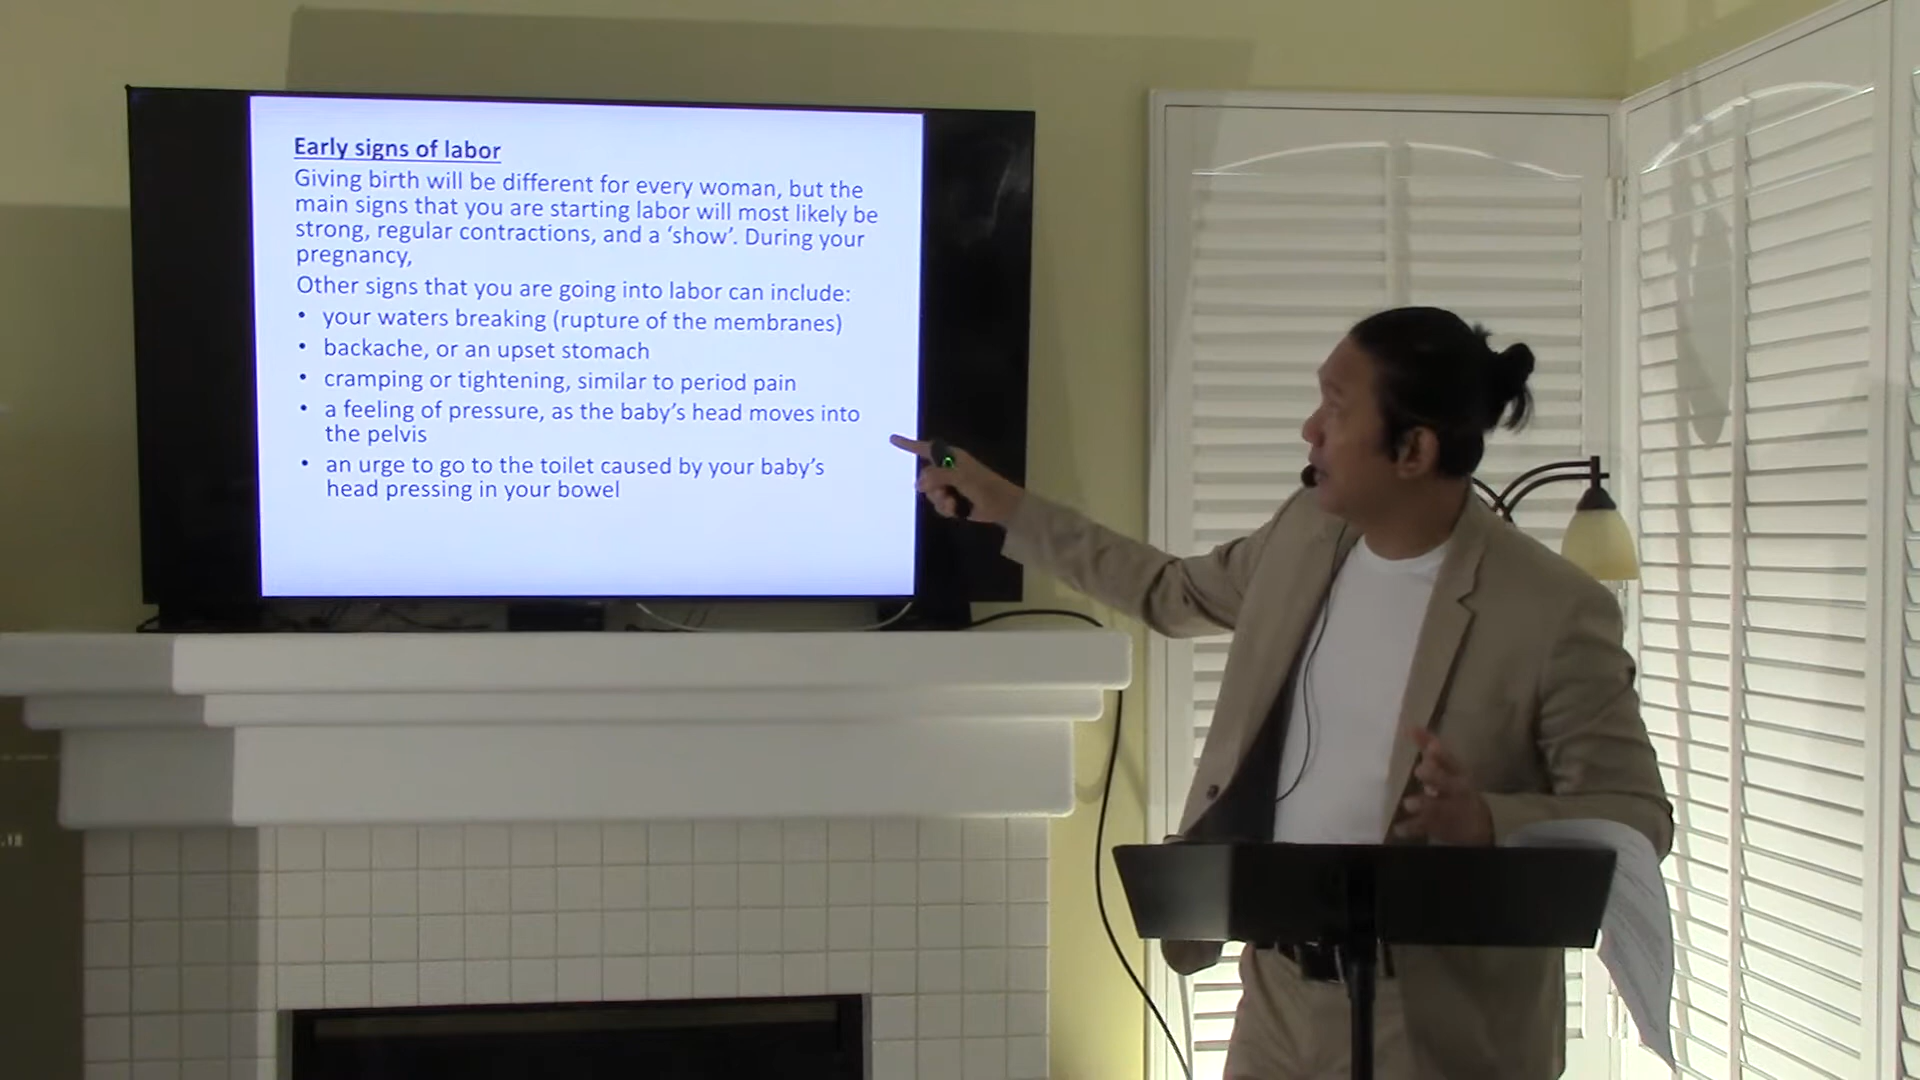 Early signs of labor
Giving birth will be different for every woman, but the
main signs that you are starting labor will most likely be
strong, regular contractions, and a ‘show’. During your
pregnancy,
Other signs that you are going into labor can include:
• your waters breaking (rupture of the membranes)
• backache, or an upset stomach
• cramping or tightening, similar to period pain
• a feeling of pressure, as the baby’s head moves into
the pelvis
• an urge to go to the toilet caused by your baby’s
head pressing in your bowel